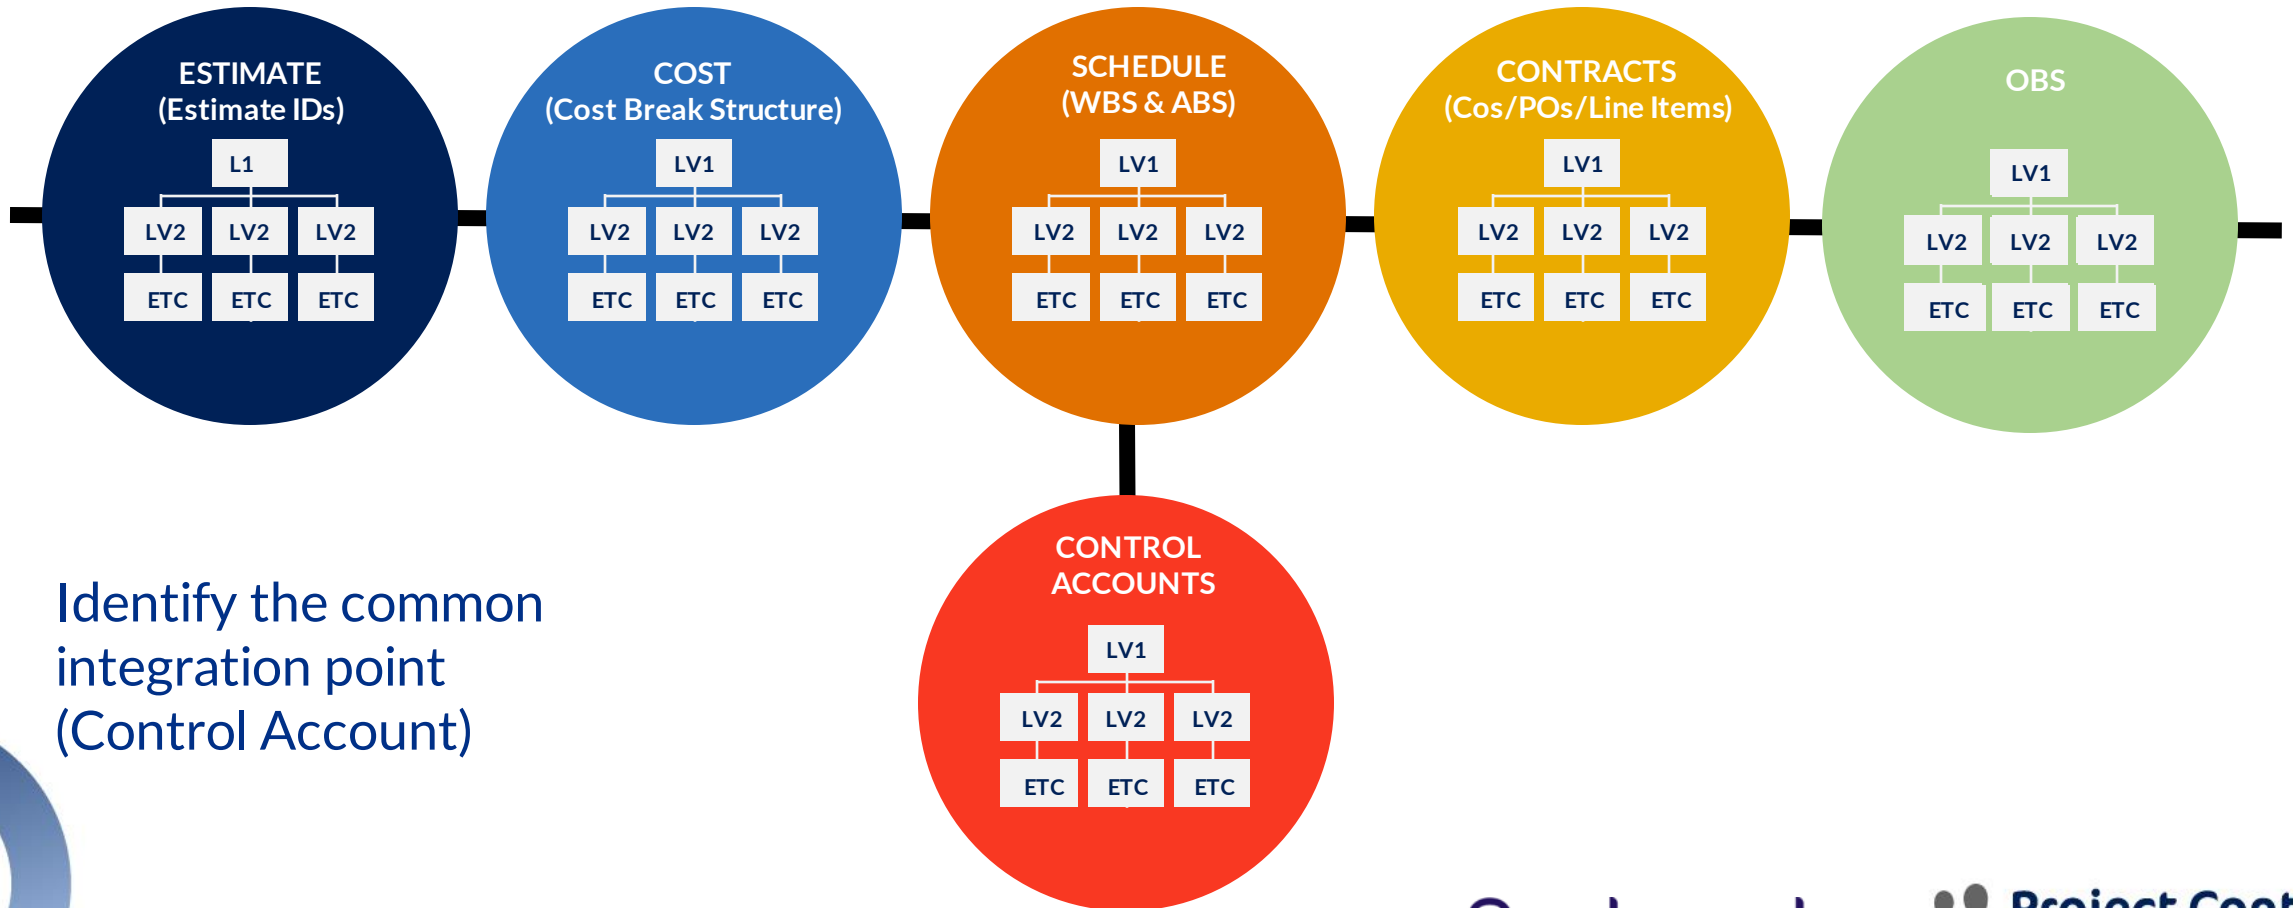 ESTIMATE
(Estimate IDs)
L1
LV2 LV2 LV2
ETC ETC ETC
COST
(Cost Break Structure)
LV1
LV2 LV2 LV2
ETC ETC ETC
SCHEDULE
(WBS & ABS)
LV1
LV2 LV2 LV2
ETC ETC ETC
CONTRACTS
(Cos/POs/Line Items)
LV1
LV2 LV2 LV2
ETC ETC ETC
OBS
LV1
LV2 LV2 LV2
ETC ETC ETC
CONTROL
ACCOUNTS
LV1
LV2 LV2 LV2
ETC ETC ETC
Identify the common
integration point
(Control Account)
Project Cont